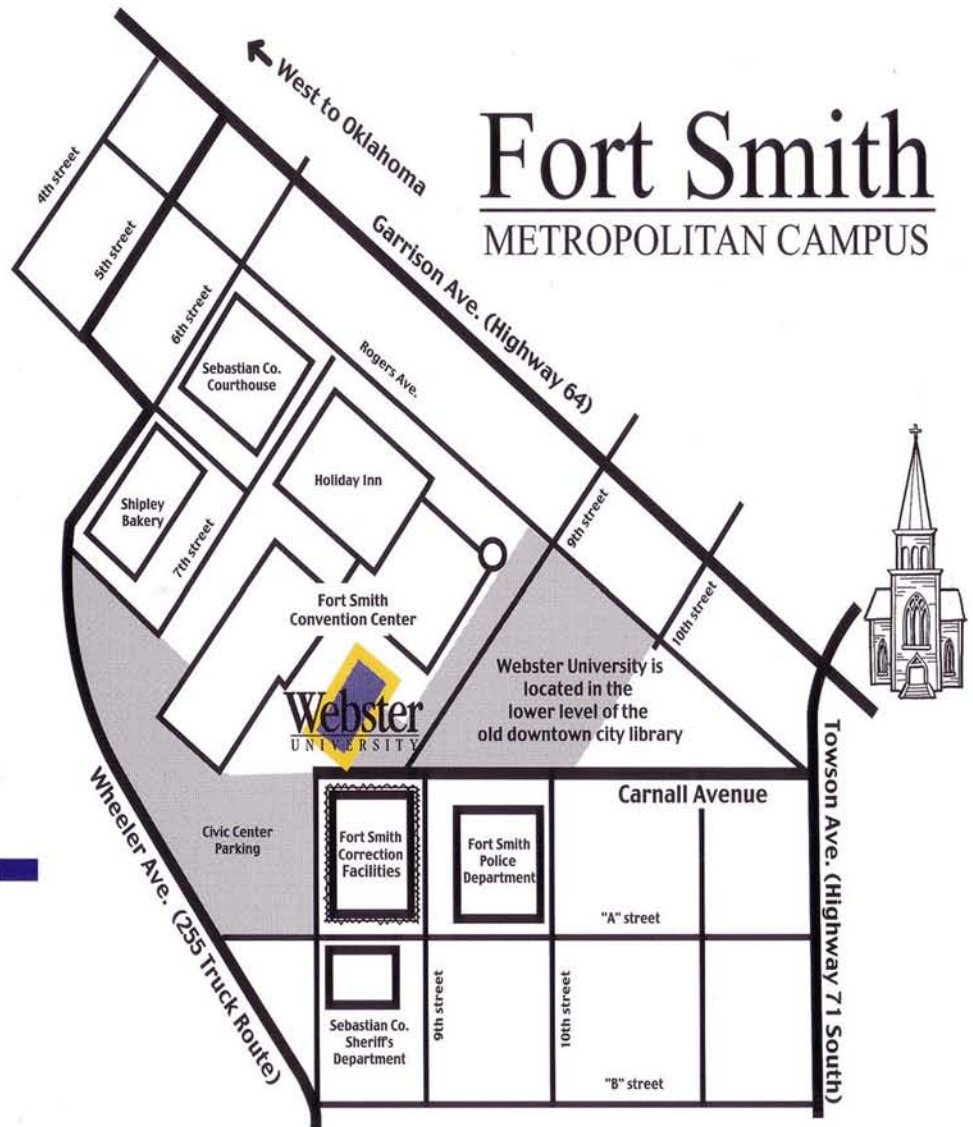 Fort Smith
METROPOLITAN CAMPUS
West to Oklahoma
Garrison Ave. (Highway 64)
4th street
5th street
6th street
Rogers Ave.
Sebastian Co.
Courthouse
Holiday Inn
Shipley
Bakery
7th street
9th street
10th street
Fort Smith
Convention Center
Webster University is
located in the
lower level of the
old downtown city library
Webster
UNIVERSITY
Carnall Avenue
Towson Ave. (Highway 71 South)
Wheeler Ave. (255 Truck Route)
Civic Center
Parking
Fort Smith
Correction
Facilities
Fort Smith
Police
Department
"A" street
Sebastian Co.
Sheriff's
Department
9th street
10th street
"B" street